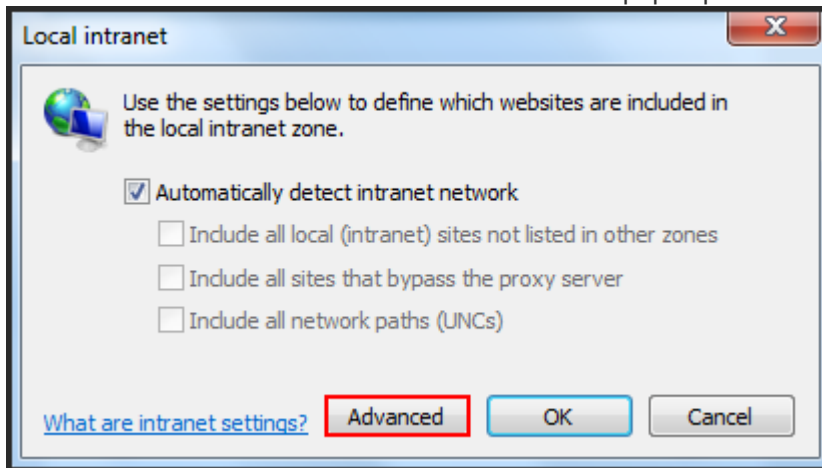 Local intranet
Use the settings below to define which websites are included in
the local intranet zone.
Automatically detect intranet network
Include all local (intranet) sites not listed in other zones
Include all sites that bypass the proxy server
Include all network paths (UNCs)
What are intranet settings? Advanced OK Cancel